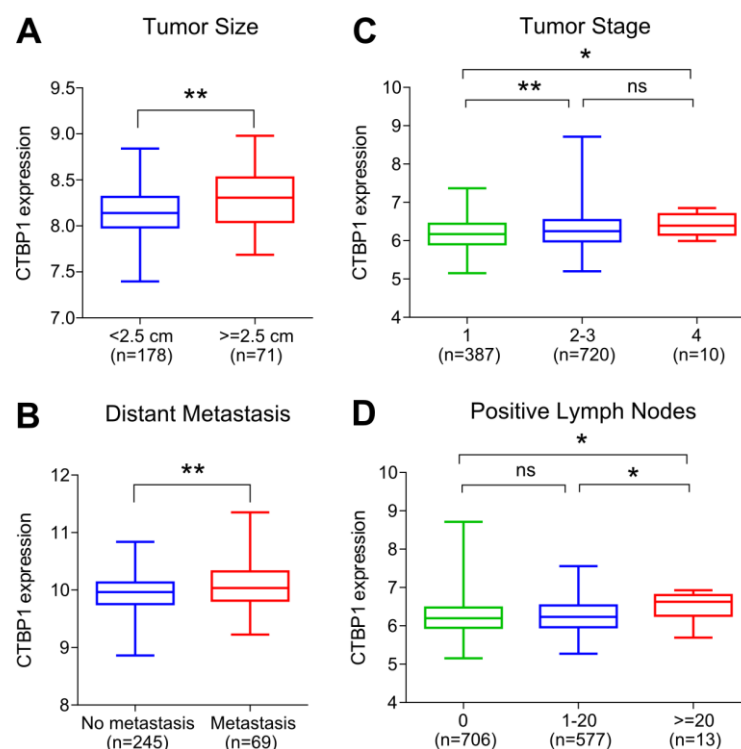 A
Tumor Size
**
CTBP1 expression
9.5
9.0
8.5
8.0
7.5
7.0
<2.5 cm
(n=178)
>=2.5 cm
(n=71)
B
Distant Metastasis
**
CTBP1 expression
12
11
10
9
8
No metastasis
(n=245)
Metastasis
(n=69)
C
Tumor Stage
*
**
ns
CTBP1 expression
10
9
8
7
6
5
4
1
(n=387)
2-3
(n=720)
4
(n=10)
D
Positive Lymph Nodes
*
ns
*
CTBP1 expression
10
9
8
7
6
5
4
0
(n=706)
1-20
(n=577)
>=20
(n=13)